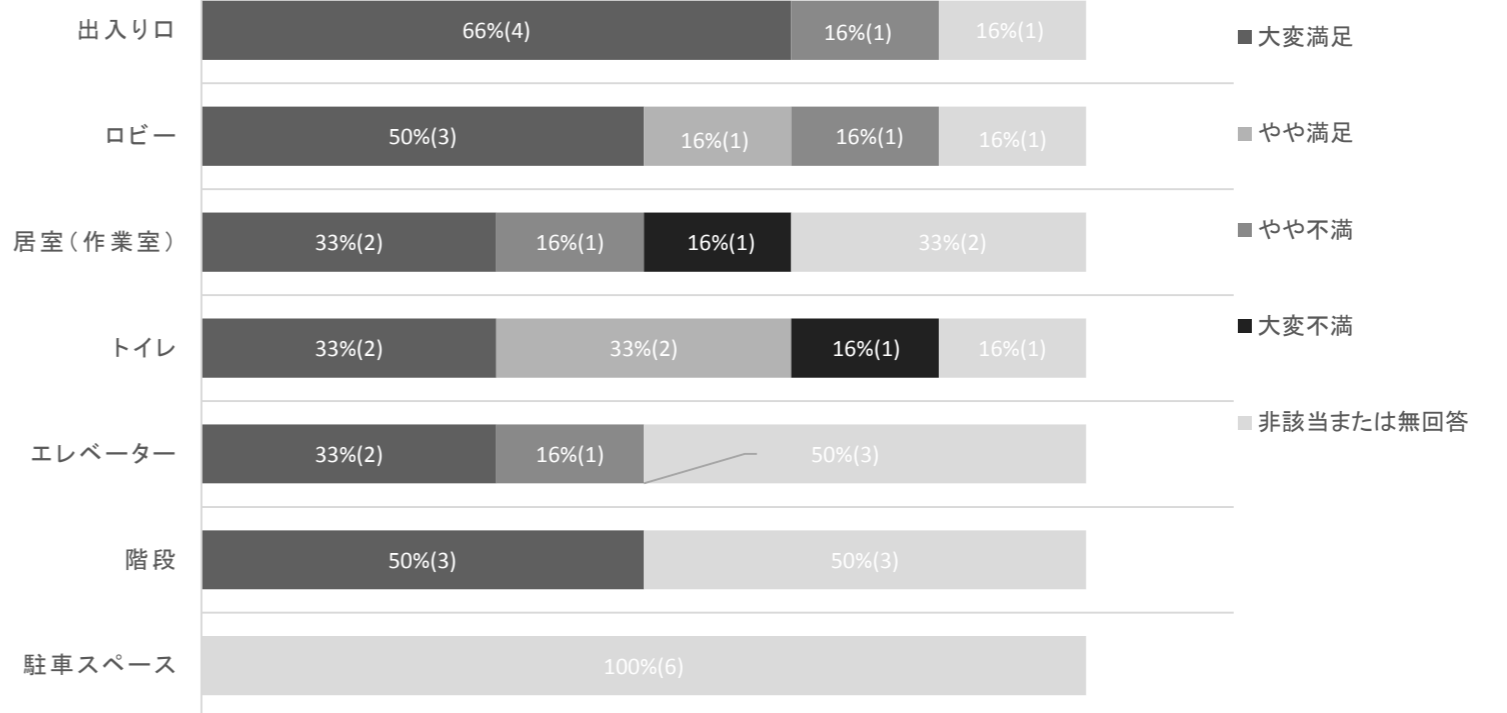 出入り口
66%(4)
16%(1)
16%(1)
ロビー
50%(3)
16%(1)
16%(1)
16%(1)
居室(作業室)
33%(2)
16%(1)
16%(1)
33%(2)
トイレ
33%(2)
33%(2)
16%(1)
16%(1)
エレベーター
33%(2)
16%(1)
50%(3)
階段
50%(3)
50%(3)
駐車スペース
100%(6)
大変満足
やや満足
やや不満
大変不満
非該当または無回答